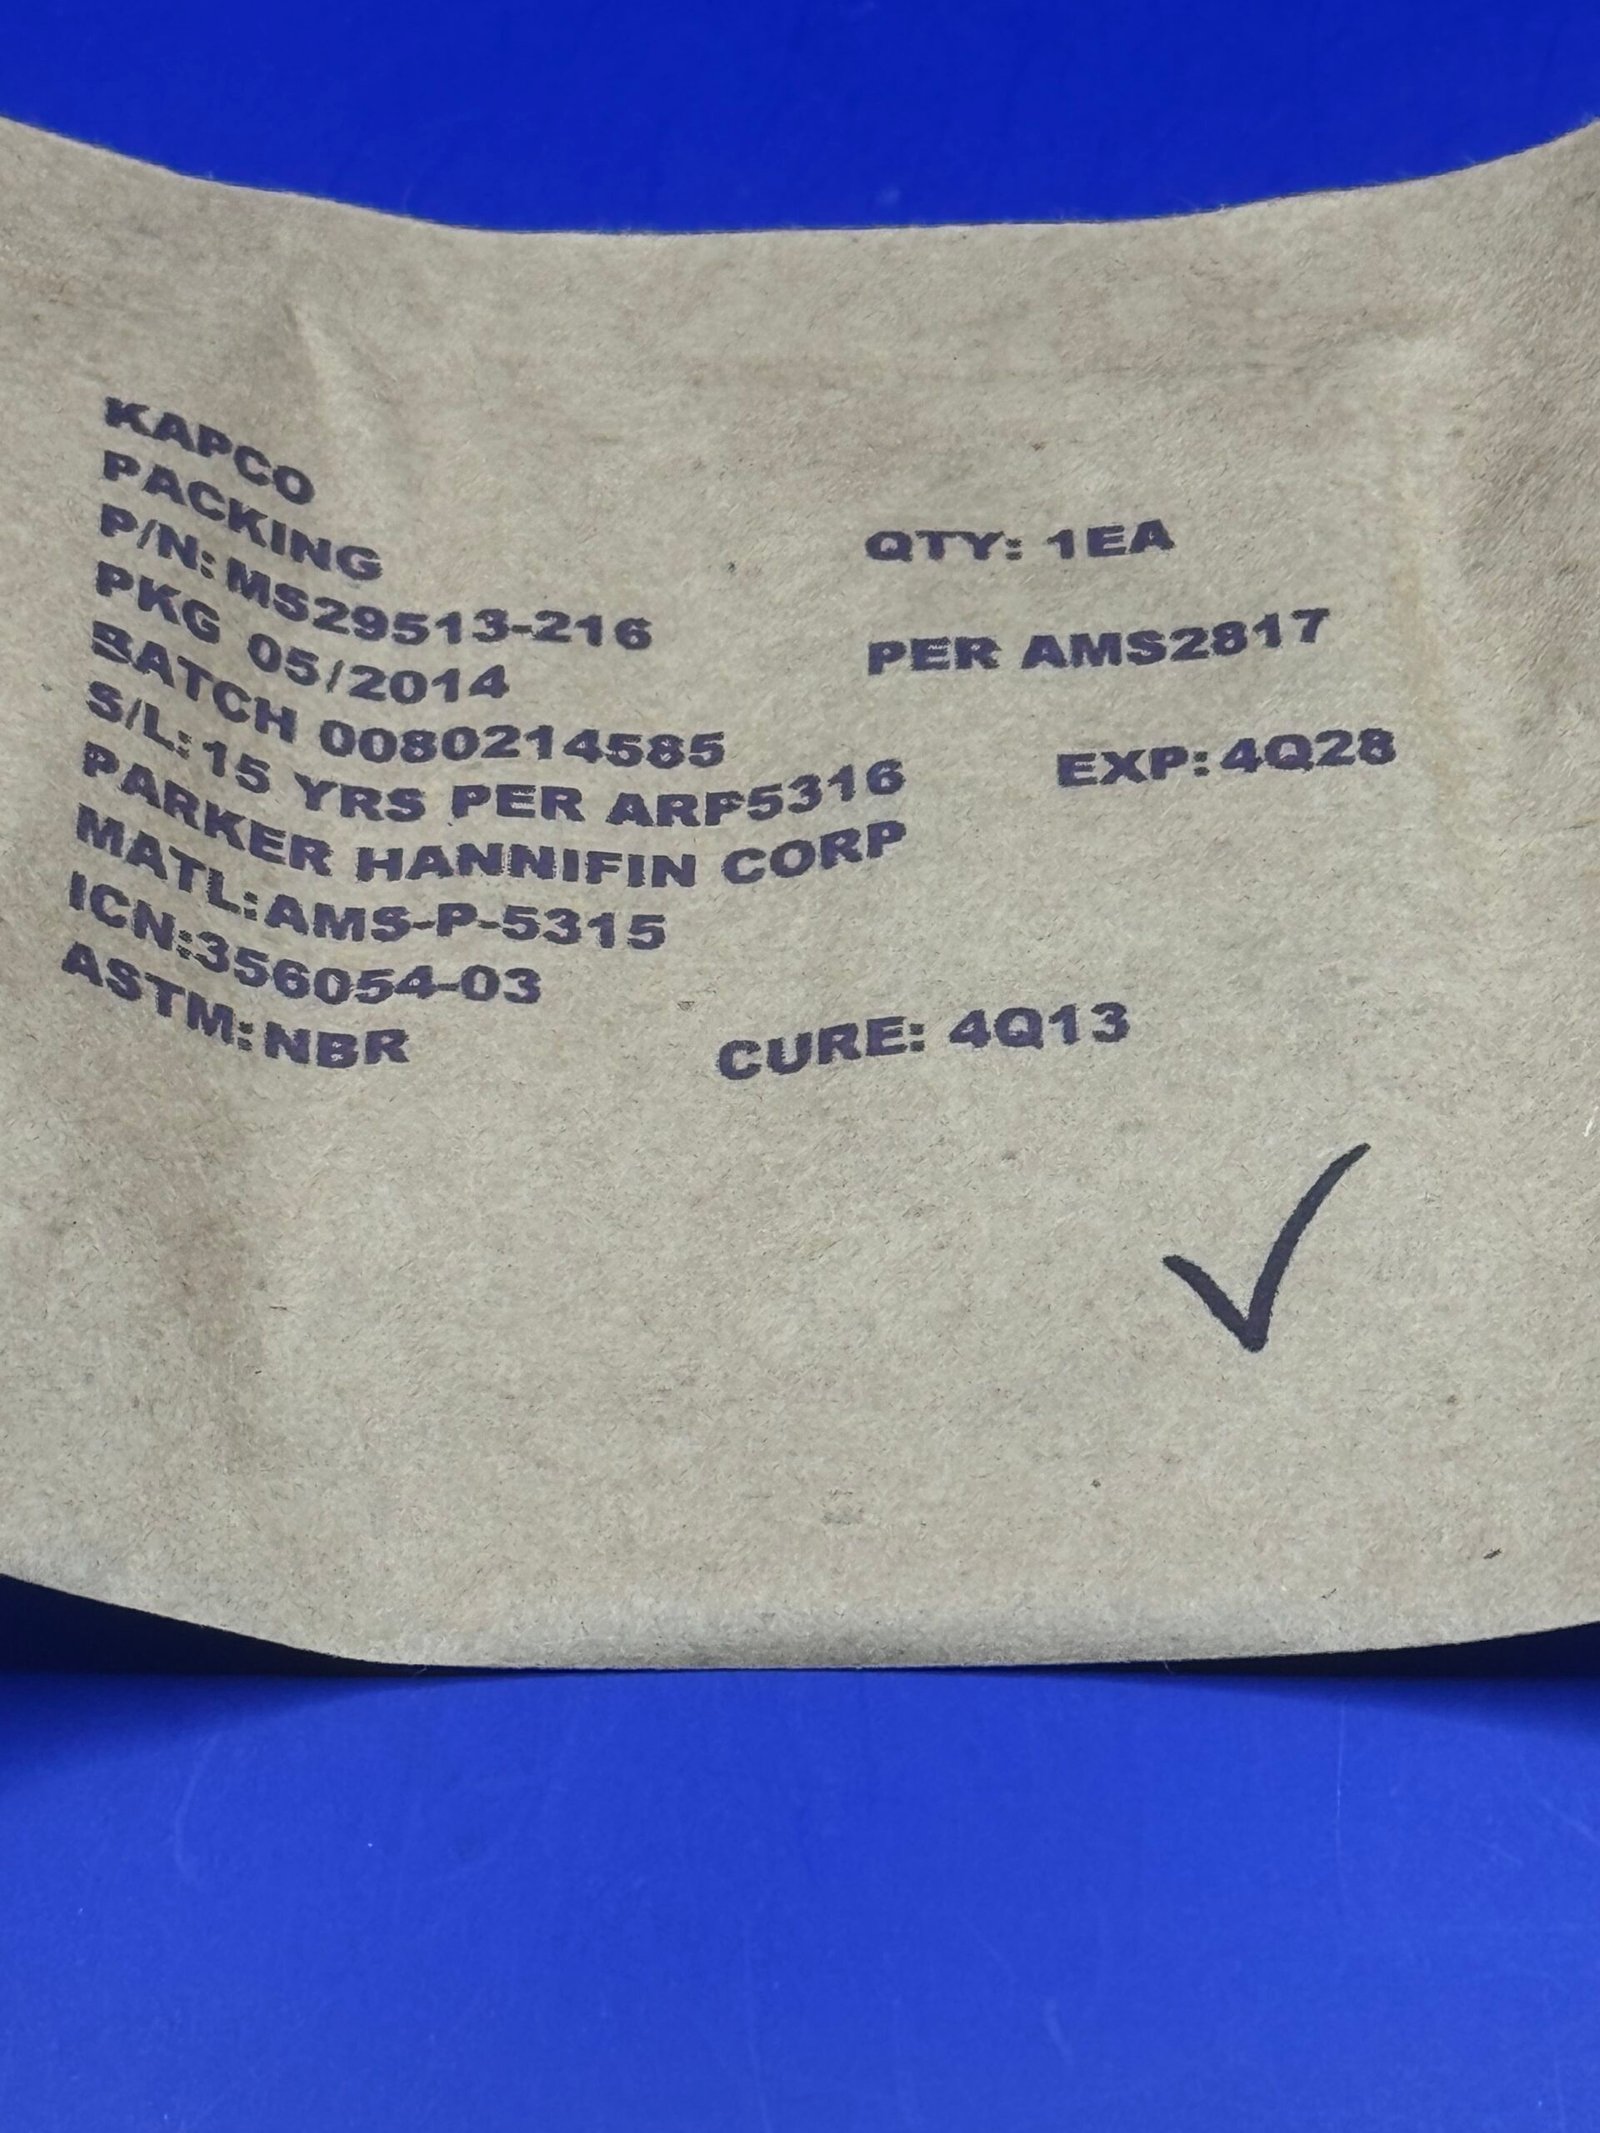 KAPCO
PACKING QTY: 1EA
P/N: MS29513-216
PKG 05/2014 PER AMS2817
BATCH 0080214585
S/L: 15 YRS PER ARP5316 EXP: 4Q28
PARKER HANNIFIN CORP
MATL: AMS-P-5315
ICN: 356054-03
ASTM: NBR CURE: 4Q13